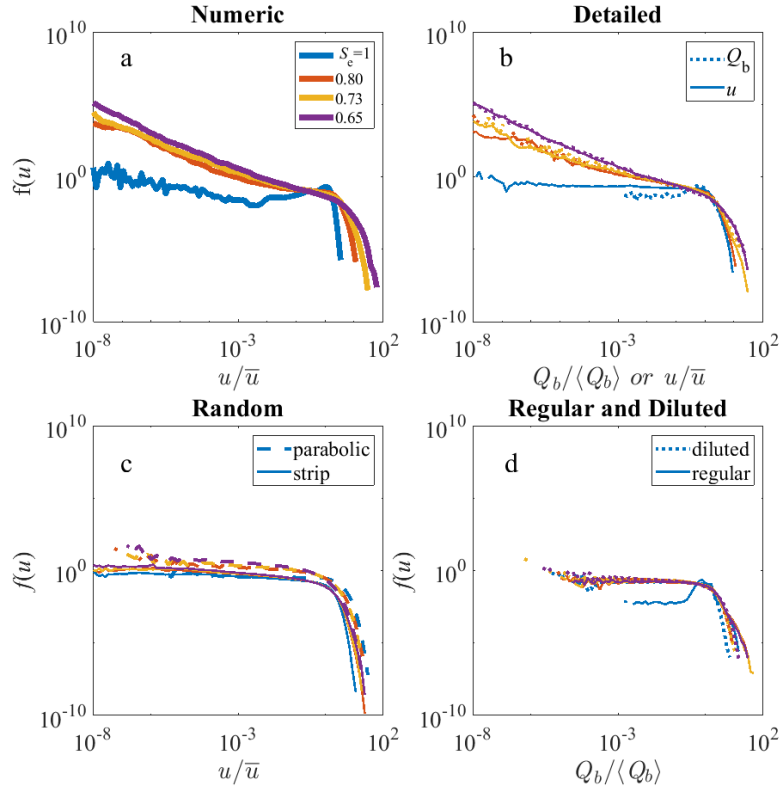 Numeric
Detailed
a
S_e=1
0.80
0.73
0.65
b
Q_b
u
f(u)
10^10
10^0
10^-10
10^-8
10^-3
10^2
u/u̅
10^10
10^0
10^-10
10^-8
10^-3
10^2
Q_b/⟨Q_b⟩ or u/u̅
Random
Regular and Diluted
c
parabolic
strip
d
diluted
regular
f(u)
10^10
10^0
10^-10
10^-8
10^-3
10^2
u/u̅
f(u)
10^10
10^0
10^-10
10^-8
10^-3
10^2
Q_b/⟨Q_b⟩